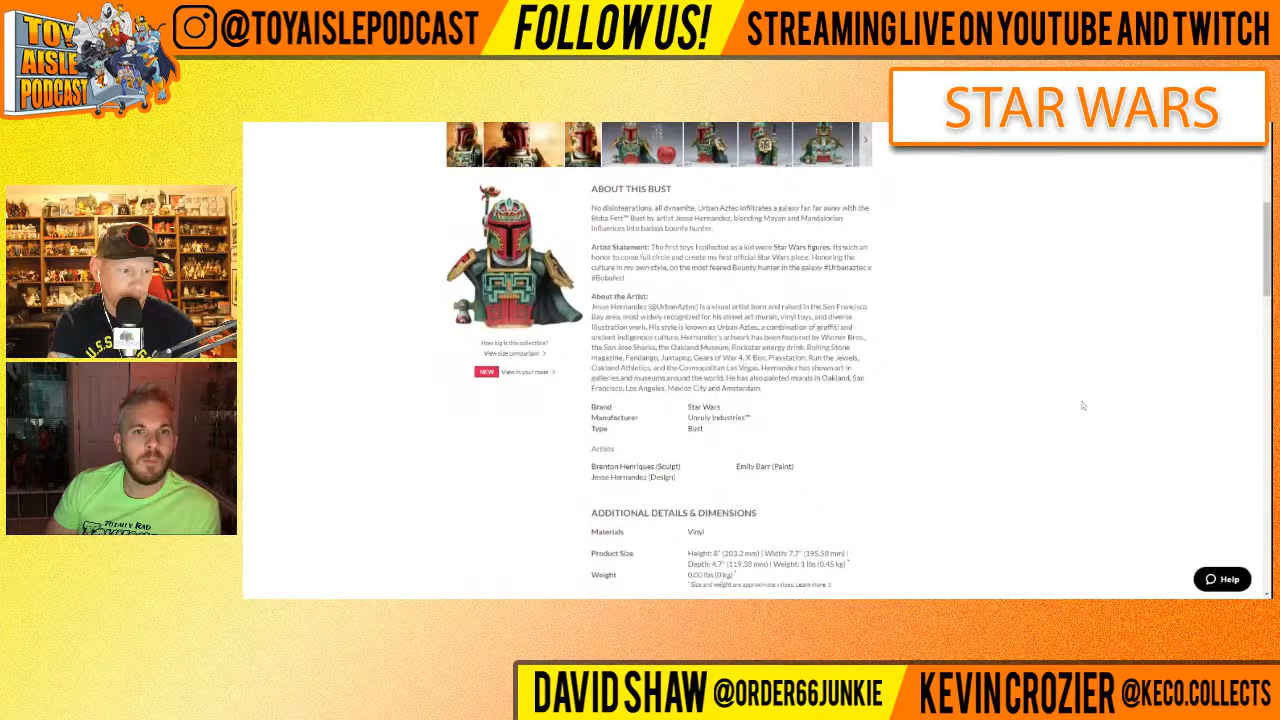 TOY AISLE PODCAST
@TOYAISLEPODCAST
FOLLOW US!
STREAMING LIVE ON YOUTUBE AND TWITCH
STAR WARS
ABOUT THIS BUST
No disintegrations, all dynamite. Urban Aztec infiltrates a galaxy far, far away with the
Boba Fett™ Bust by artist Jesse Hernandez, blending Mayan and Mandalorian
influences into badass bounty hunter.
Artist Statement: The first toys I collected as a kid were Star Wars figures. Its such an
honor to come full circle and create my first official Star Wars piece. Honoring the
culture in my own style, on the most feared Bounty hunter in the galaxy #Urbanaztec x
#Bobafett
About the Artist:
Jesse Hernandez (@UrbanAztec) is a visual artist born and raised in the San Francisco
Bay area, most widely recognized for his street art murals, vinyl toys, and diverse
illustration work. His style is known as Urban Aztec, a combination of graffiti and
ancient indigenous culture. Hernandez's artwork has been featured by Warner Bros.,
the San Jose Sharks, the Oakland Museum, Rockstar energy drink, Rolling Stone
magazine, Fandango, Juxtapoz, Gears of War 4, X-Box, Playstation, Run the Jewels,
Oakland Athletics, and the Cosmopolitan Las Vegas. Hernandez has shown art in
galleries and museums around the world. He has also painted murals in Oakland, San
Francisco, Los Angeles, Mexico City and Amsterdam.
How big is this collectible?
View size comparison >
NEW View in your room >
Brand Star Wars
Manufacturer Unruly Industries™
Type Bust
Artists
Brenton Henriques (Sculpt) Emily Barr (Paint)
Jesse Hernandez (Design)
ADDITIONAL DETAILS & DIMENSIONS
Materials Vinyl
Product Size Height: 8" (203.2 mm) | Width: 7.7" (195.58 mm) |
Depth: 4.7" (119.38 mm) | Weight: 1 lbs (0.45 kg) *
Weight 0.00 lbs (0 kg) *
*Size and weight are approximate values. Learn more >
Help
TOTALLY RAD
DAVID SHAW @ORDER66JUNKIE
KEVIN CROZIER @KECO.COLLECTS